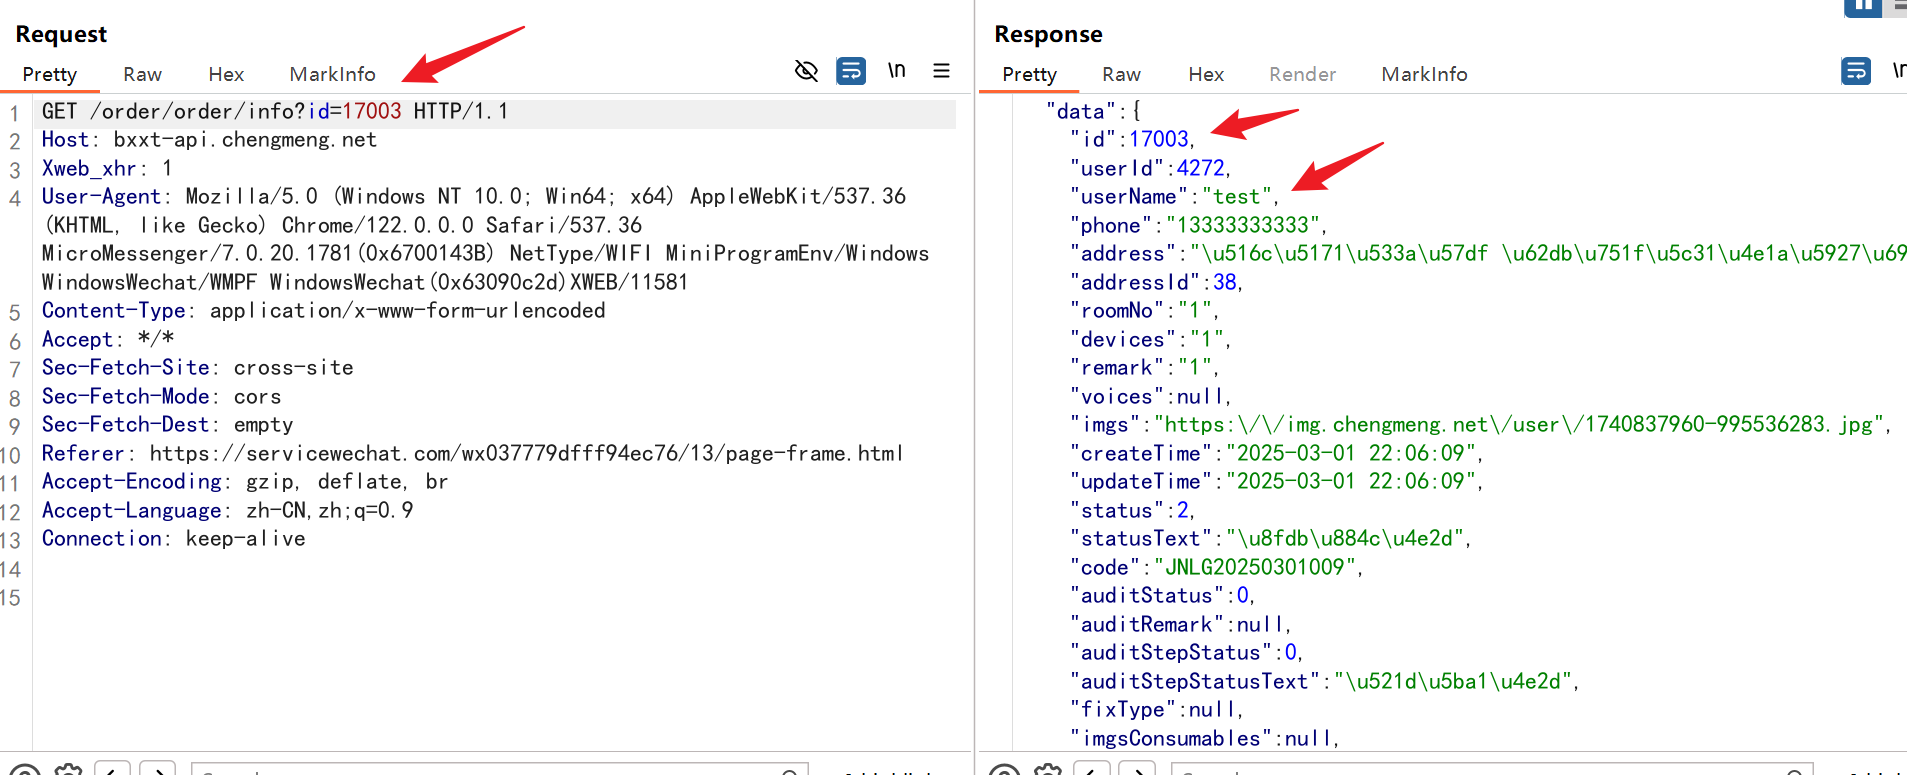 Request
Pretty Raw Hex MarkInfo \n
1 GET /order/order/info?id=17003 HTTP/1.1
2 Host: bxxt-api.chengmeng.net
3 Xweb_xhr: 1
4 User-Agent: Mozilla/5.0 (Windows NT 10.0; Win64; x64) AppleWebKit/537.36
(KHTML, like Gecko) Chrome/122.0.0.0 Safari/537.36
MicroMessenger/7.0.20.1781(0x6700143B) NetType/WIFI MiniProgramEnv/Windows
WindowsWechat/WMPF WindowsWechat(0x63090c2d)XWEB/11581
5 Content-Type: application/x-www-form-urlencoded
6 Accept: */*
7 Sec-Fetch-Site: cross-site
8 Sec-Fetch-Mode: cors
9 Sec-Fetch-Dest: empty
10 Referer: https://servicewechat.com/wx037779dfff94ec76/13/page-frame.html
11 Accept-Encoding: gzip, deflate, br
12 Accept-Language: zh-CN,zh;q=0.9
13 Connection: keep-alive
14
15
Response
Pretty Raw Hex Render MarkInfo
"data":{
"id":17003,
"userId":4272,
"userName":"test",
"phone":"13333333333",
"address":"\u516c\u5171\u533a\u57df \u62db\u751f\u5c31\u4e1a\u5927\u69
"addressId":38,
"roomNo":"1",
"devices":"1",
"remark":"1",
"voices":null,
"imgs":"https:\/\/img.chengmeng.net\/user\/1740837960-995536283.jpg",
"createTime":"2025-03-01 22:06:09",
"updateTime":"2025-03-01 22:06:09",
"status":2,
"statusText":"\u8fdb\u884c\u4e2d",
"code":"JNLG20250301009",
"auditStatus":0,
"auditRemark":null,
"auditStepStatus":0,
"auditStepStatusText":"\u521d\u5ba1\u4e2d",
"fixType":null,
"imgsConsumables":null,